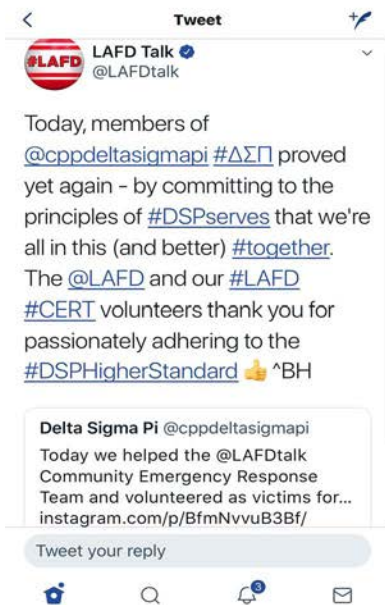 Tweet
#LAFD
LAFD Talk
@LAFDtalk
Today, members of
@cppdeltasigmapi #ΔΣΠ proved
yet again - by committing to the
principles of #DSPserves that we're
all in this (and better) #together.
The @LAFD and our #LAFD
#CERT volunteers thank you for
passionately adhering to the
#DSPHigherStandard 👍 ^BH
Delta Sigma Pi @cppdeltasigmapi
Today we helped the @LAFDtalk
Community Emergency Response
Team and volunteered as victims for...
instagram.com/p/BfmNvvuB3Bf/
Tweet your reply
3